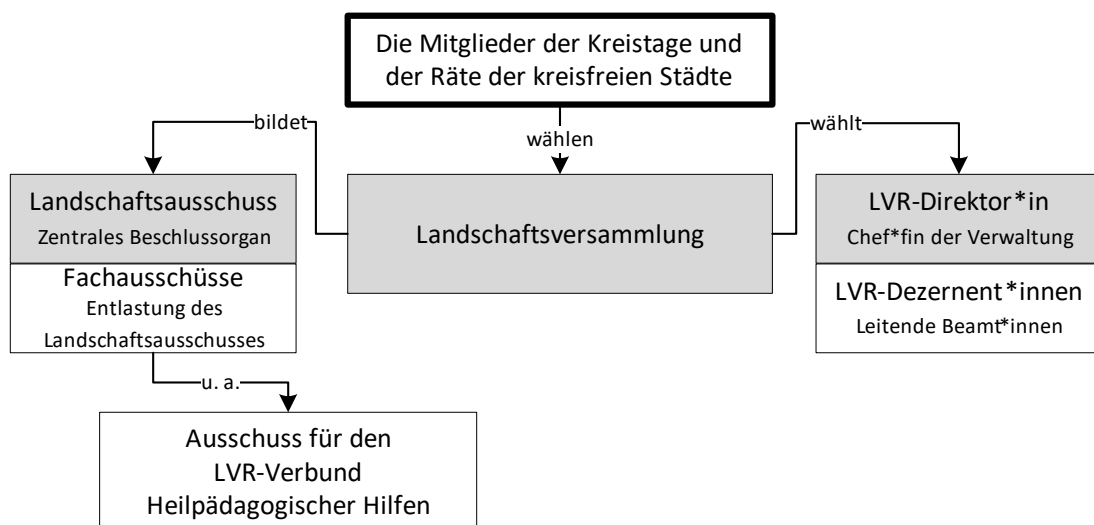 Die Mitglieder der Kreistage und
der Räte der kreisfreien Städte
bildet
wählen
wählt
Landschaftsausschuss
Zentrales Beschlussorgan
Fachausschüsse
Entlastung des
Landschaftsausschusses
Landschaftsversammlung
LVR-Direktor*in
Chef*fin der Verwaltung
LVR-Dezernent*innen
Leitende Beamt*innen
u. a.
Ausschuss für den
LVR-Verbund
Heilpädagogischer Hilfen